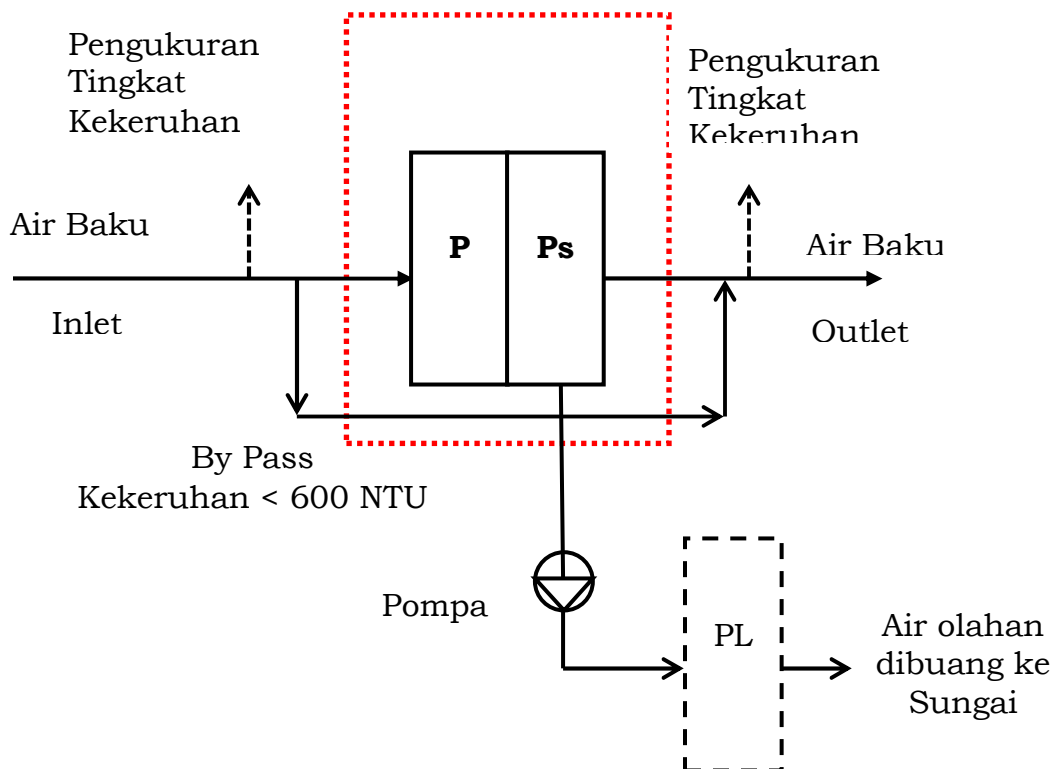 Pengukuran
Tingkat
Kekeruhan
Pengukuran
Tingkat
Kekeruhan
Air Baku
P
Ps
Air Baku
Inlet
Outlet
By Pass
Kekeruhan < 600 NTU
Pompa
PL
Air olahan
dibuang ke
Sungai